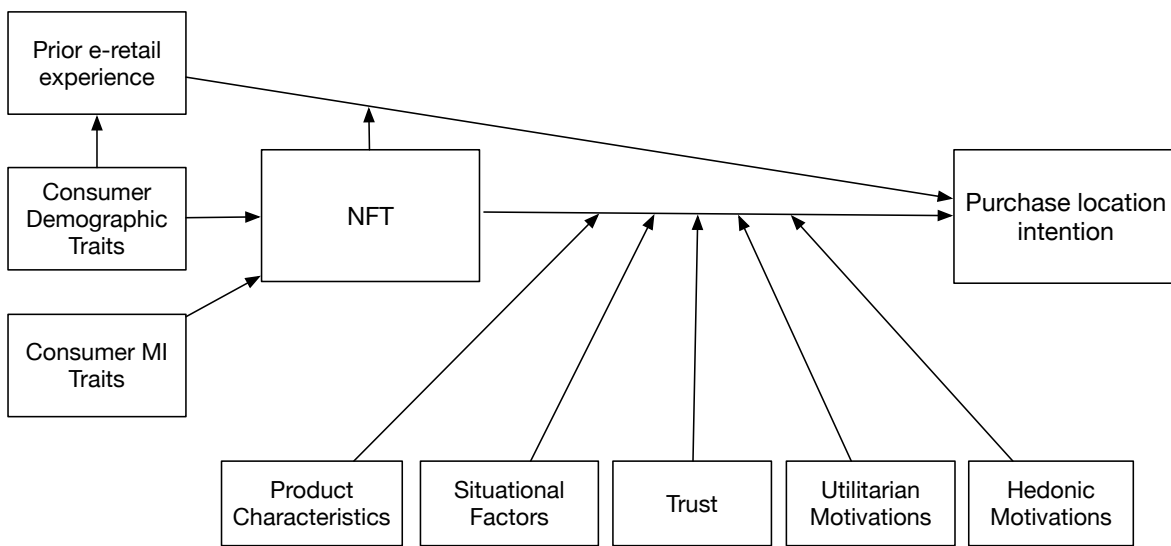 Prior e-retail
experience
Consumer
Demographic
Traits
NFT
Purchase location
intention
Consumer MI
Traits
Product
Characteristics
Situational
Factors
Trust
Utilitarian
Motivations
Hedonic
Motivations